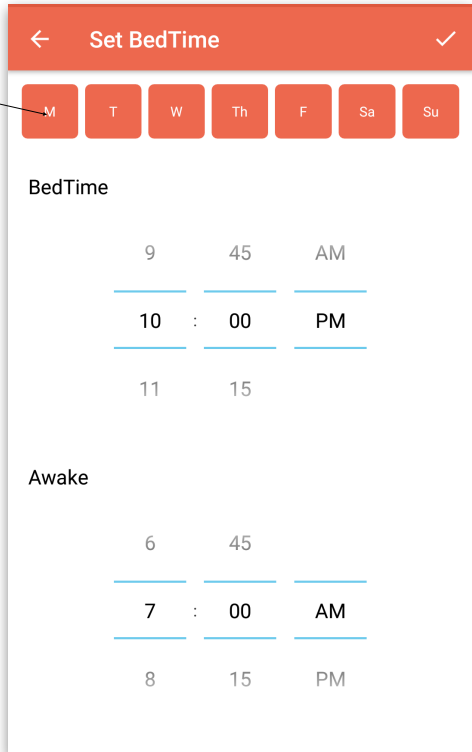 Set BedTime
M T W Th F Sa Su
BedTime
9 45 AM
10 : 00 PM
11 15
Awake
6 45
7 : 00 AM
8 15 PM